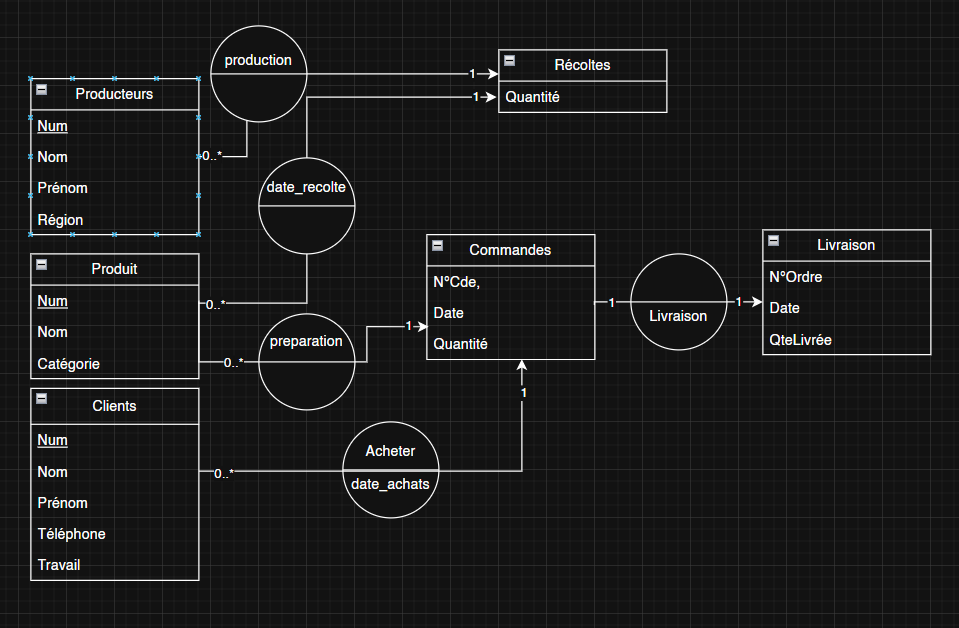 production
1
Récoltes
Quantité
1
Producteurs
Num
Nom
Prénom
Région
0..*
date_recolte
Produit
Num
Nom
Catégorie
0..*
0..*
preparation
1
Commandes
N°Cde,
Date
Quantité
1
Livraison
1
Livraison
N°Ordre
Date
QteLivrée
1
Clients
Num
Nom
Prénom
Téléphone
Travail
0..*
Acheter
date_achats